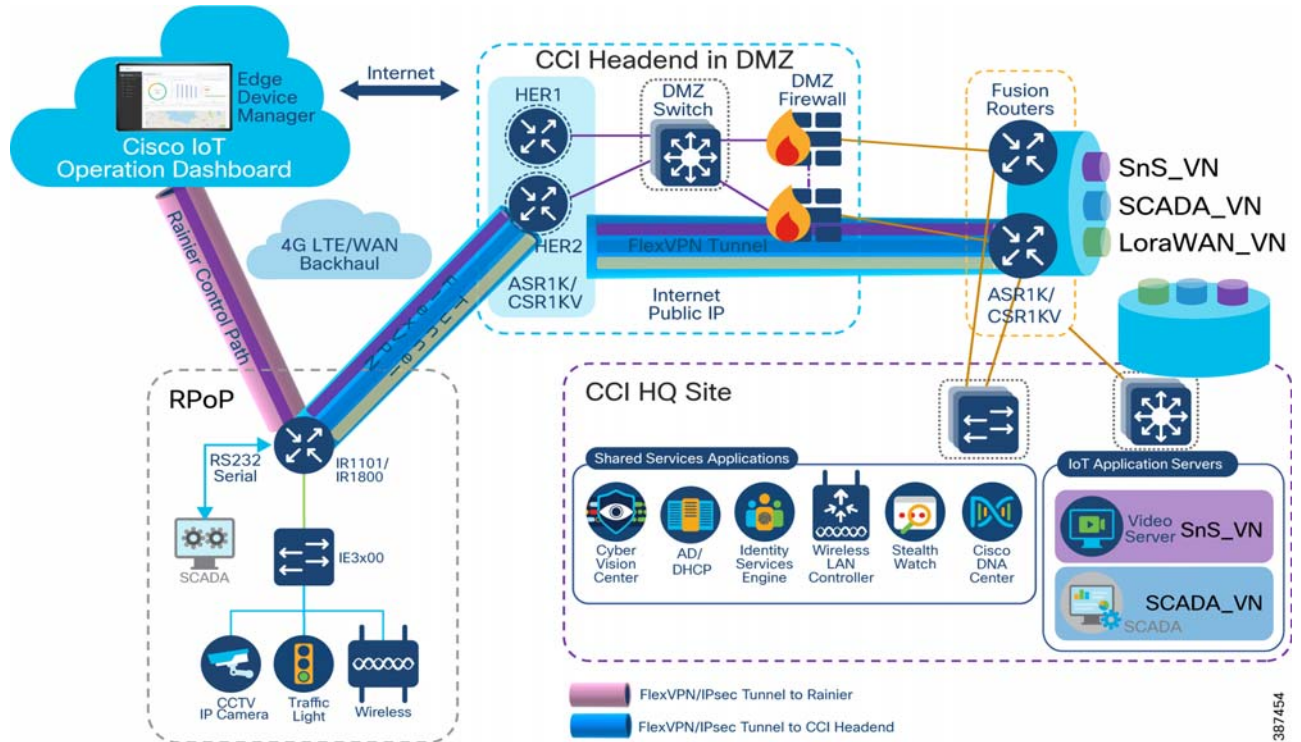 Edge
Device
Manager
Cisco IoT
Operation Dashboard
Internet
CCI Headend in DMZ
HER1
DMZ
Switch
DMZ
Firewall
Fusion
Routers
HER2
ASR1K/
CSR1KV
FlexVPN Tunnel
Internet
Public IP
ASR1K/
CSR1KV
SnS_VN
SCADA_VN
LoraWAN_VN
4G LTE/WAN
Backhaul
Rainier Control Path
FlexVPN Tunnel
RPoP
RS232
Serial
IR1101/
IR1800
SCADA
IE3x00
CCTV
IP Camera
Traffic
Light
Wireless
CCI HQ Site
Shared Services Applications
Cyber
Vision
Center
AD/
DHCP
Identity
Services
Engine
Wireless
LAN
Controller
Stealth
Watch
Cisco
DNA
Center
IoT Application Servers
Video
Server
SnS_VN
SCADA_VN
SCADA
FlexVPN/IPsec Tunnel to Rainier
FlexVPN/IPsec Tunnel to CCI Headend
387454